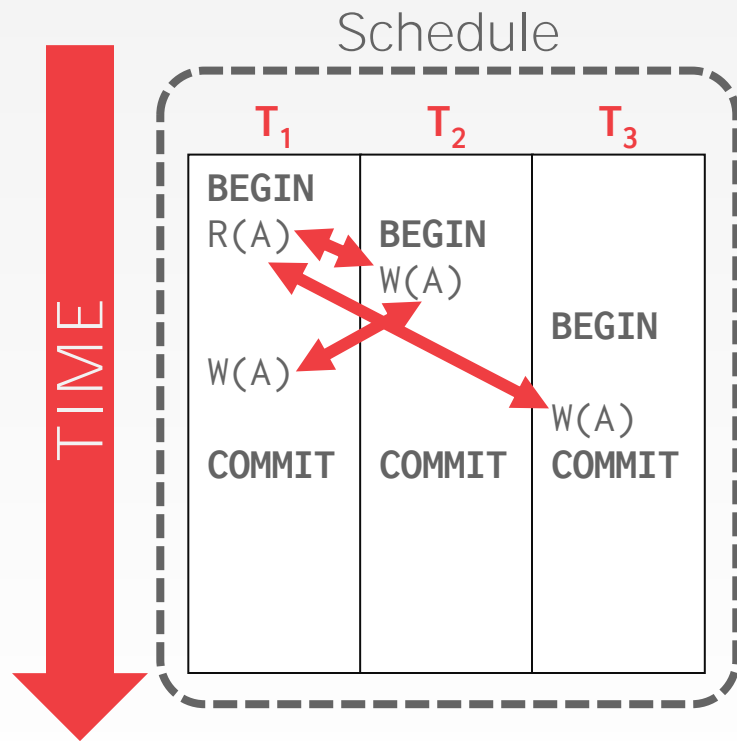 Schedule
TIME
T1 T2 T3
BEGIN
R(A) BEGIN
W(A)
BEGIN
W(A)
W(A)
COMMIT COMMIT COMMIT